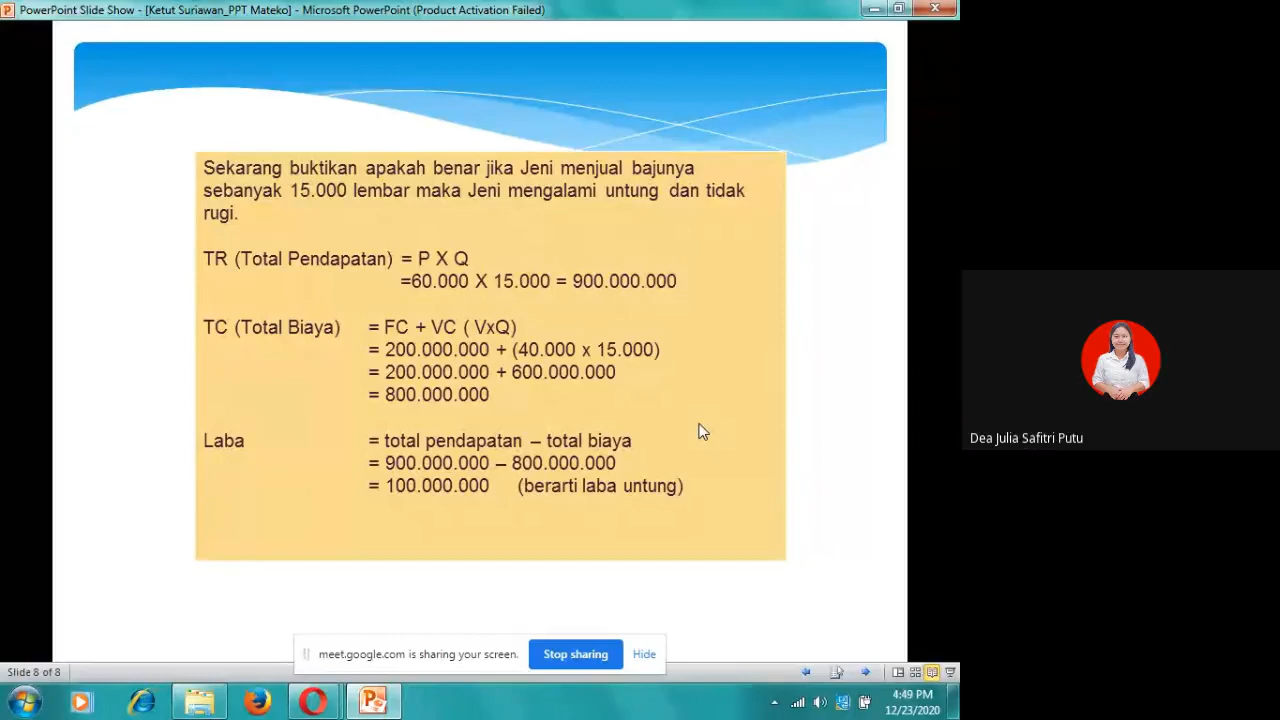 PowerPoint Slide Show - [Ketut Suriawan_PPT Mateko] - Microsoft PowerPoint (Product Activation Failed)
Sekarang buktikan apakah benar jika Jeni menjual bajunya
sebanyak 15.000 lembar maka Jeni mengalami untung dan tidak
rugi.
TR (Total Pendapatan) = P X Q
=60.000 X 15.000 = 900.000.000
TC (Total Biaya) = FC + VC ( VxQ)
= 200.000.000 + (40.000 x 15.000)
= 200.000.000 + 600.000.000
= 800.000.000
Laba = total pendapatan – total biaya
= 900.000.000 – 800.000.000
= 100.000.000 (berarti laba untung)
Dea Julia Safitri Putu
meet.google.com is sharing your screen. Stop sharing Hide
Slide 8 of 8
4:49 PM
12/23/2020